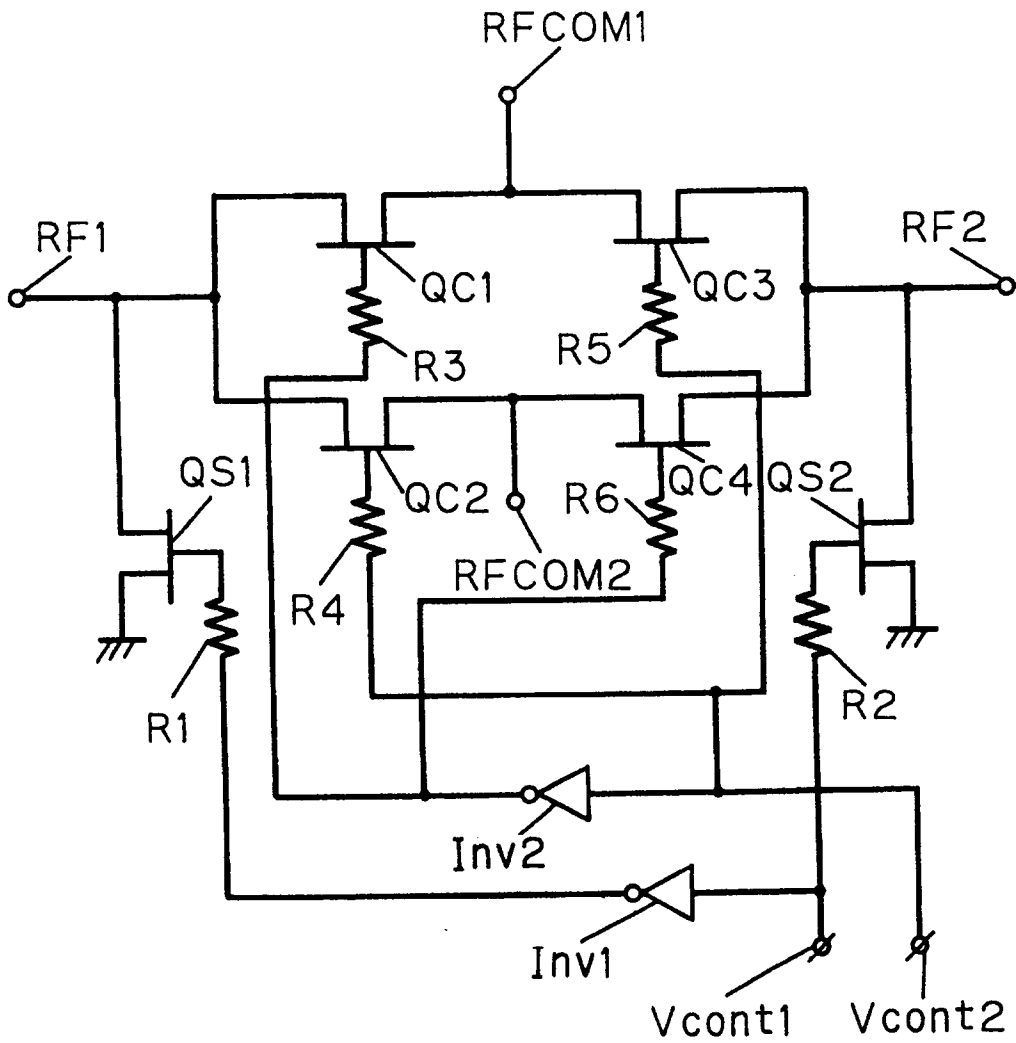 RFCOM1
RF1
RF2
QC1
QC3
R3
R5
QS1
QC2
R6
QC4
QS2
R4
RFCOM2
R1
R2
Inv2
Inv1
Vcont1
Vcont2